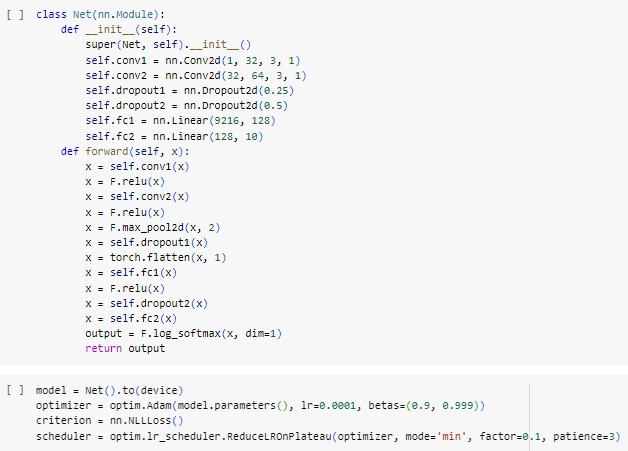 [ ] class Net(nn.Module):
    def __init__(self):
        super(Net, self).__init__()
        self.conv1 = nn.Conv2d(1, 32, 3, 1)
        self.conv2 = nn.Conv2d(32, 64, 3, 1)
        self.dropout1 = nn.Dropout2d(0.25)
        self.dropout2 = nn.Dropout2d(0.5)
        self.fc1 = nn.Linear(9216, 128)
        self.fc2 = nn.Linear(128, 10)
    def forward(self, x):
        x = self.conv1(x)
        x = F.relu(x)
        x = self.conv2(x)
        x = F.relu(x)
        x = F.max_pool2d(x, 2)
        x = self.dropout1(x)
        x = torch.flatten(x, 1)
        x = self.fc1(x)
        x = F.relu(x)
        x = self.dropout2(x)
        x = self.fc2(x)
        output = F.log_softmax(x, dim=1)
        return output
[ ] model = Net().to(device)
optimizer = optim.Adam(model.parameters(), lr=0.0001, betas=(0.9, 0.999))
criterion = nn.NLLLoss()
scheduler = optim.lr_scheduler.ReduceLROnPlateau(optimizer, mode='min', factor=0.1, patience=3)